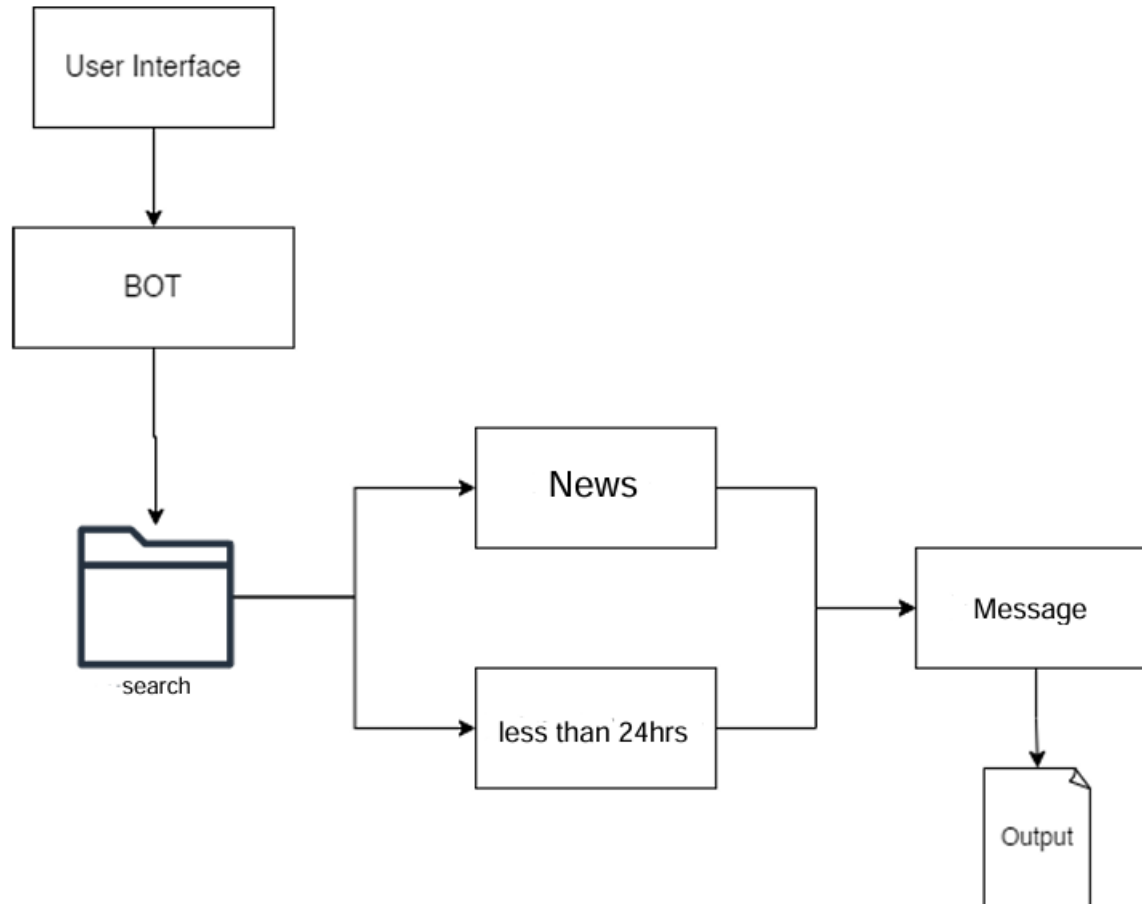 User Interface
BOT
search
News
less than 24hrs
Message
Output